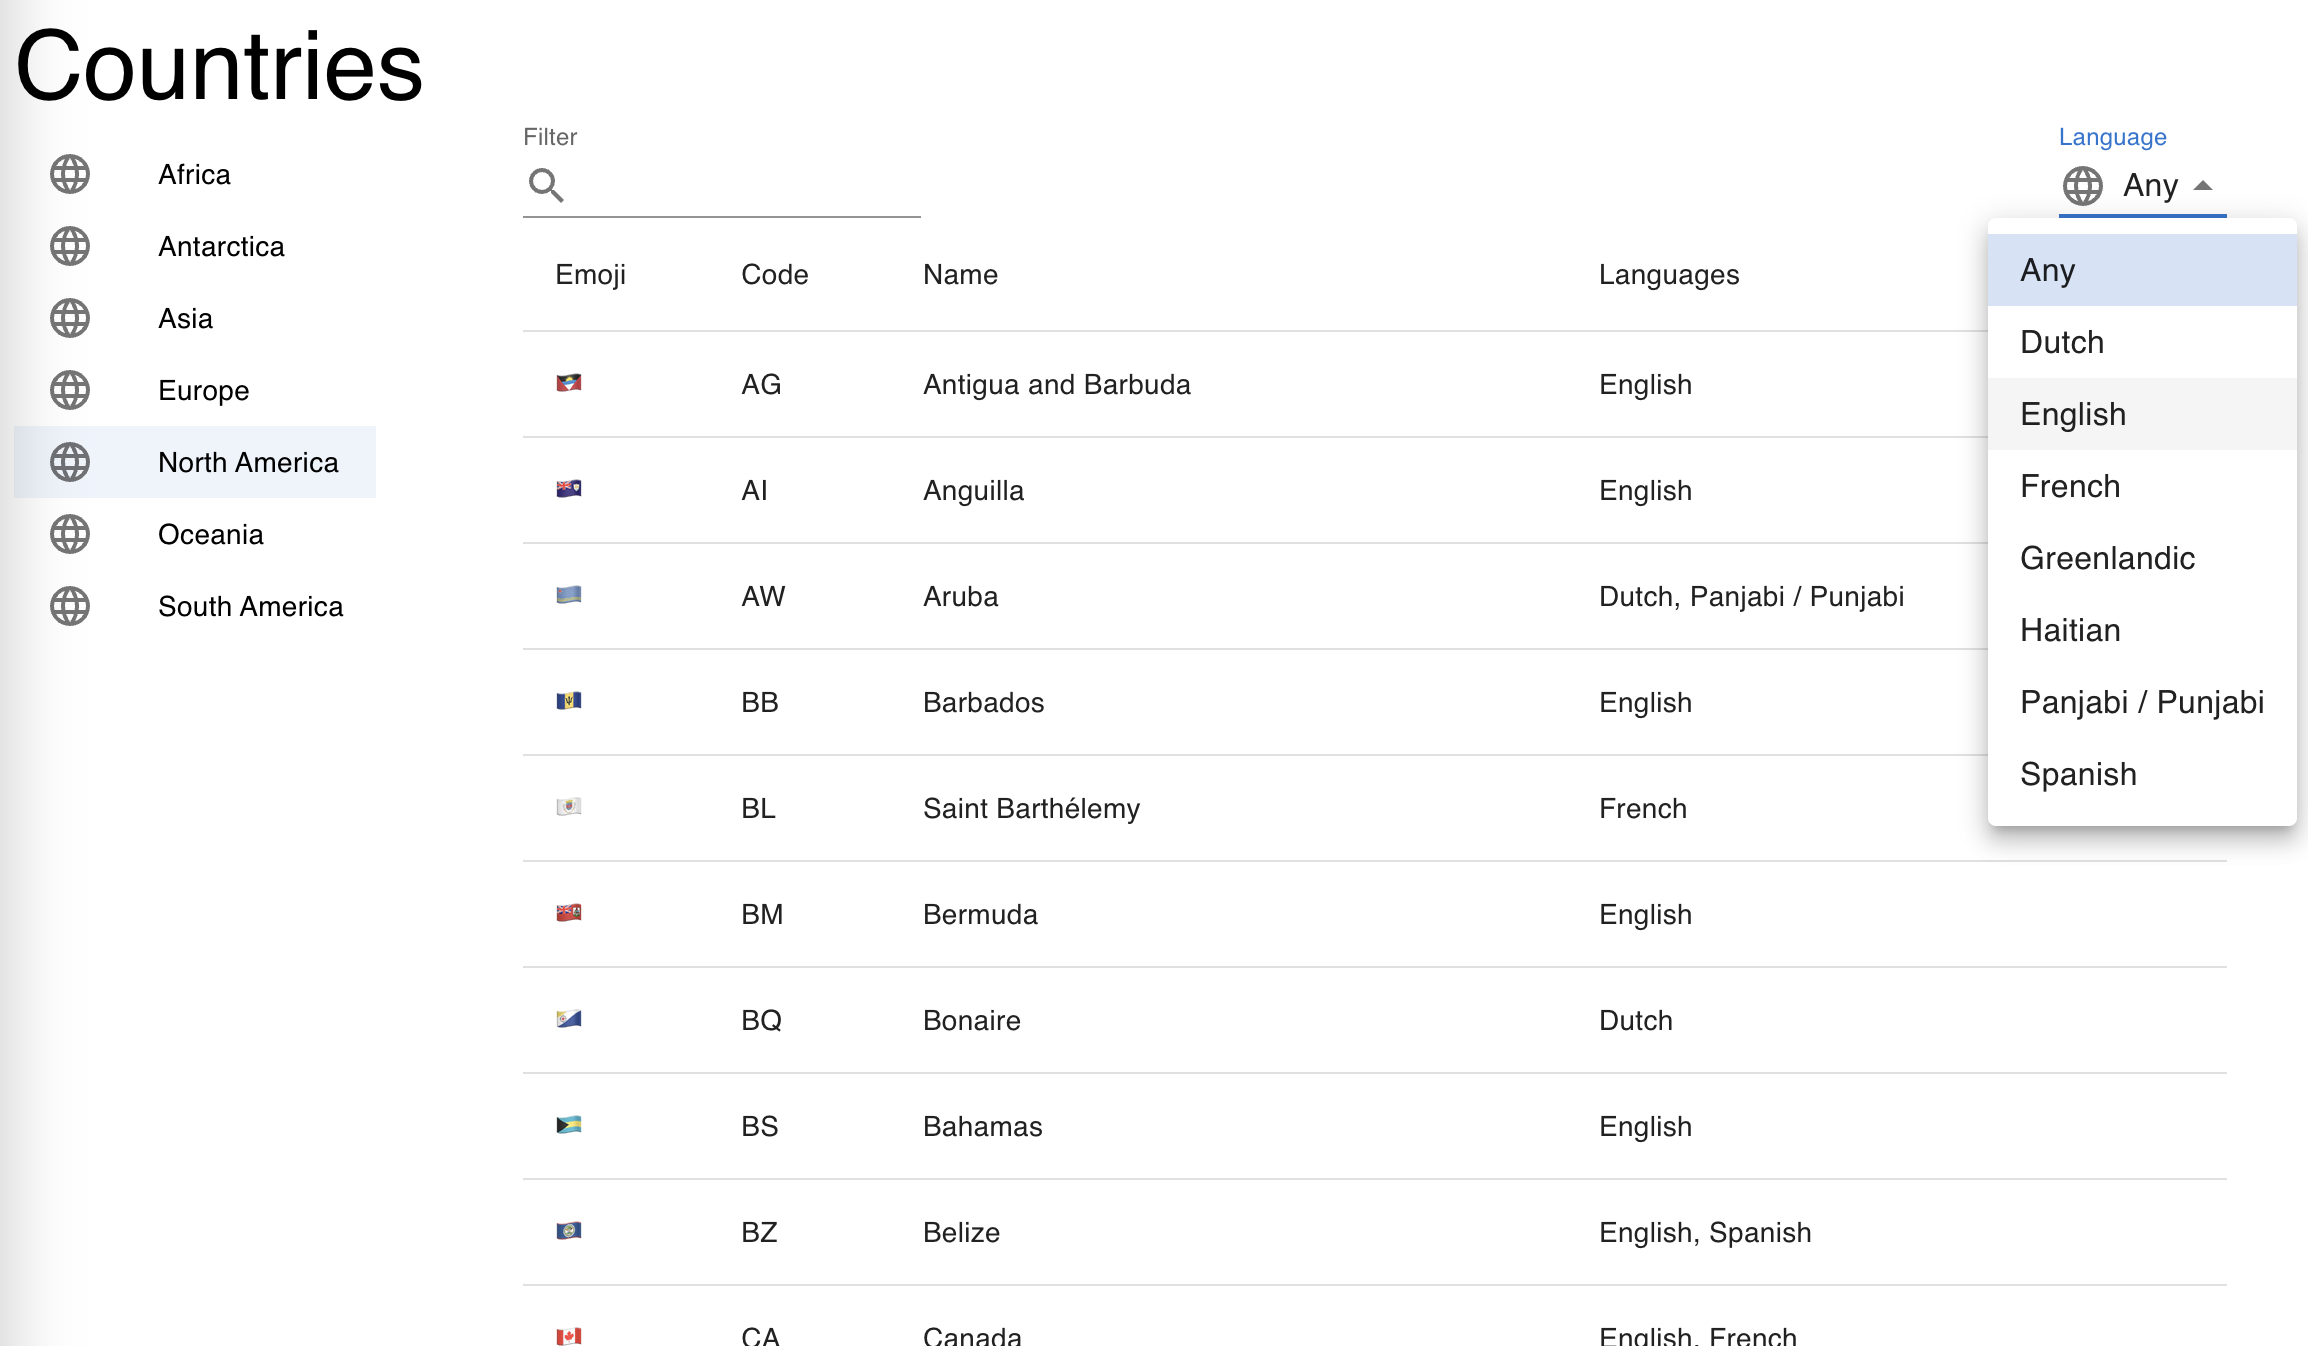 Countries
Africa
Antarctica
Asia
Europe
North America
Oceania
South America
Filter
Language
Any
Any
Dutch
English
French
Greenlandic
Haitian
Panjabi / Punjabi
Spanish
Emoji Code Name Languages
AG Antigua and Barbuda English
AI Anguilla English
AW Aruba Dutch, Panjabi / Punjabi
BB Barbados English
BL Saint Barthélemy French
BM Bermuda English
BQ Bonaire Dutch
BS Bahamas English
BZ Belize English, Spanish
CA Canada English, French